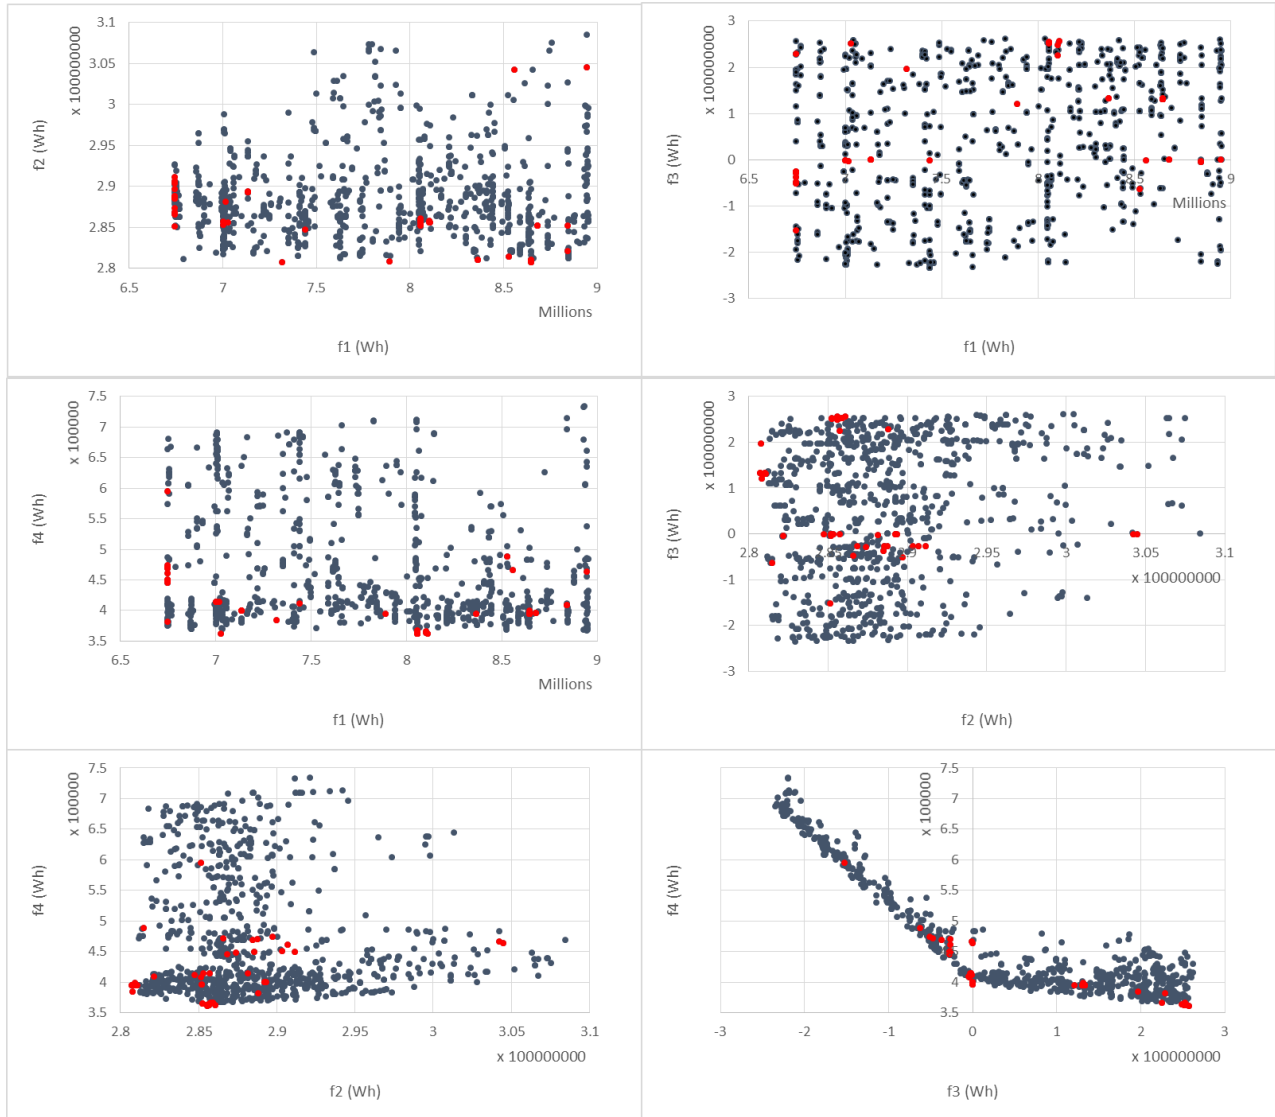 x 100000000
3.1
3.05
3
2.95
2.9
2.85
2.8
f2 (Wh)
6.5 7 7.5 8 8.5 9
Millions
f1 (Wh)
x 100000000
3
2
1
0
-1
-2
-3
f3 (Wh)
6.5 7.5 8.5 9
Millions
f1 (Wh)
x 100000
7.5
7
6.5
6
5.5
5
4.5
4
3.5
f4 (Wh)
6.5 7 7.5 8 8.5 9
Millions
f1 (Wh)
x 100000000
3
2
1
0
-1
-2
-3
f3 (Wh)
2.8 2.85 2.9 2.95 3 3.05 3.1
x 100000000
f2 (Wh)
x 100000
7.5
7
6.5
6
5.5
5
4.5
4
3.5
f4 (Wh)
2.8 2.85 2.9 2.95 3 3.05 3.1
x 100000000
f2 (Wh)
x 100000
7.5
7
6.5
6
5.5
5
4.5
4
3.5
f4 (Wh)
-3 -2 -1 0 1 2 3
x 100000000
f3 (Wh)